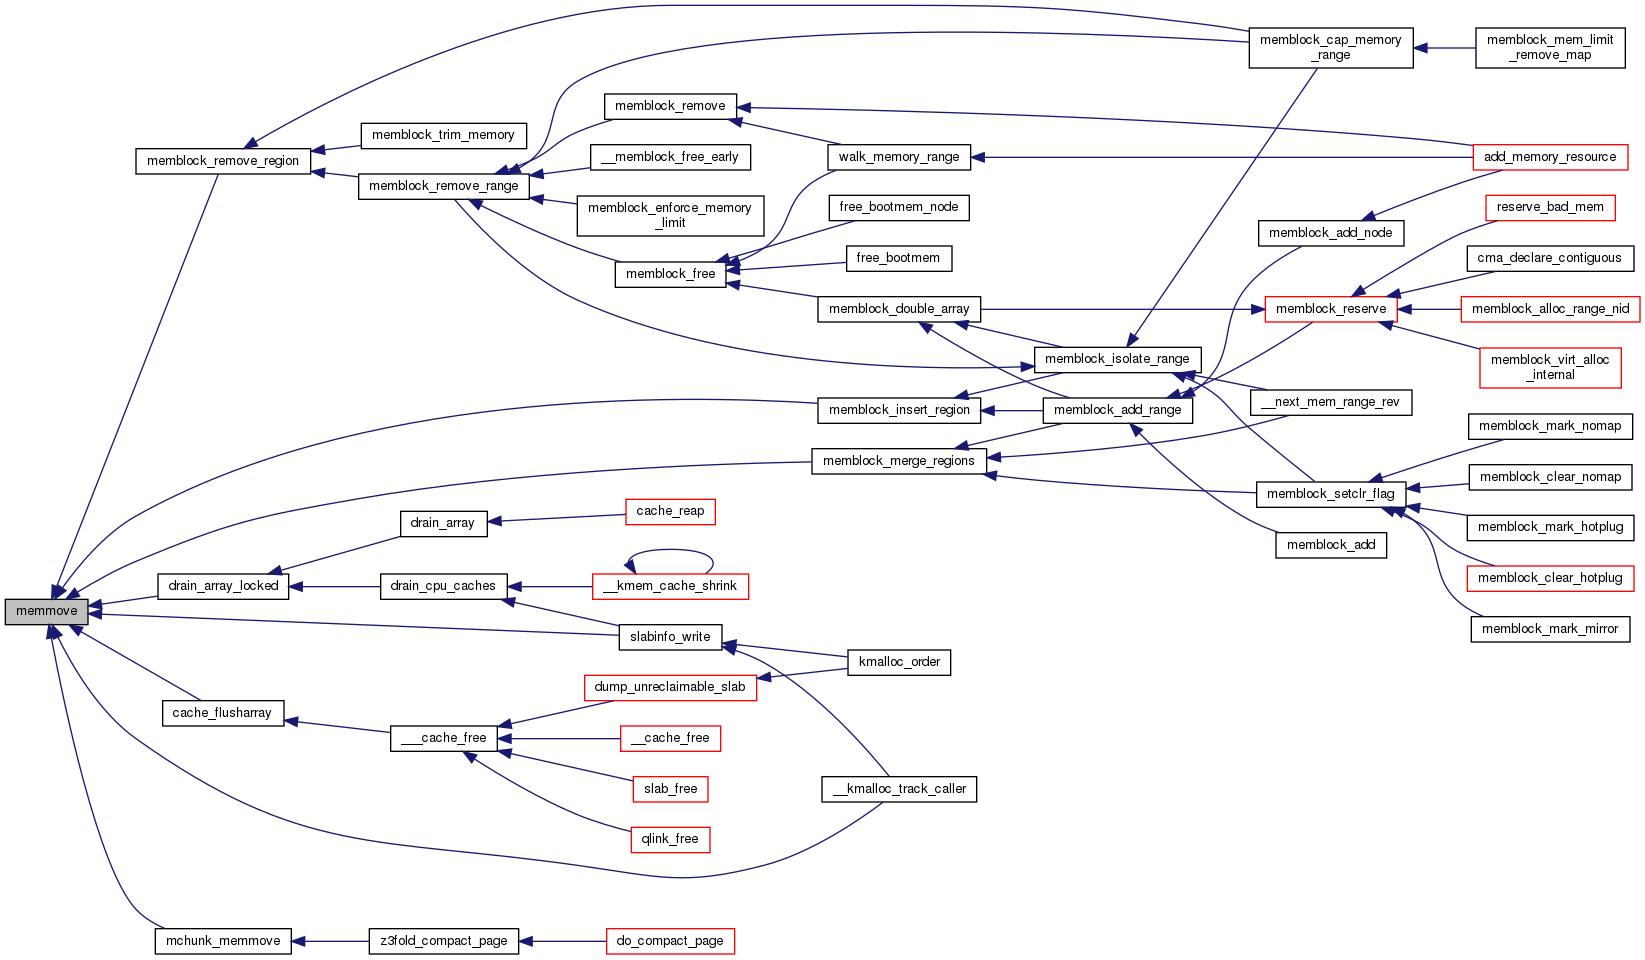 memblock_cap_memory
_range
memblock_mem_limit
_remove_map
memblock_remove
memblock_trim_memory
memblock_remove_region
__memblock_free_early
walk_memory_range
add_memory_resource
memblock_remove_range
memblock_enforce_memory
_limit
free_bootmem_node
reserve_bad_mem
memblock_add_node
free_bootmem
cma_declare_contiguous
memblock_free
memblock_double_array
memblock_reserve
memblock_alloc_range_nid
memblock_isolate_range
memblock_virt_alloc
_internal
memblock_insert_region
memblock_add_range
__next_mem_range_rev
memblock_mark_nomap
memblock_merge_regions
memblock_clear_nomap
memblock_setclr_flag
cache_reap
drain_array
memblock_mark_hotplug
memblock_add
drain_array_locked
drain_cpu_caches
__kmem_cache_shrink
memblock_clear_hotplug
memmove
slabinfo_write
memblock_mark_mirror
kmalloc_order
dump_unreclaimable_slab
cache_flusharray
___cache_free
__cache_free
slab_free
__kmalloc_track_caller
qlink_free
mchunk_memmove
z3fold_compact_page
do_compact_page